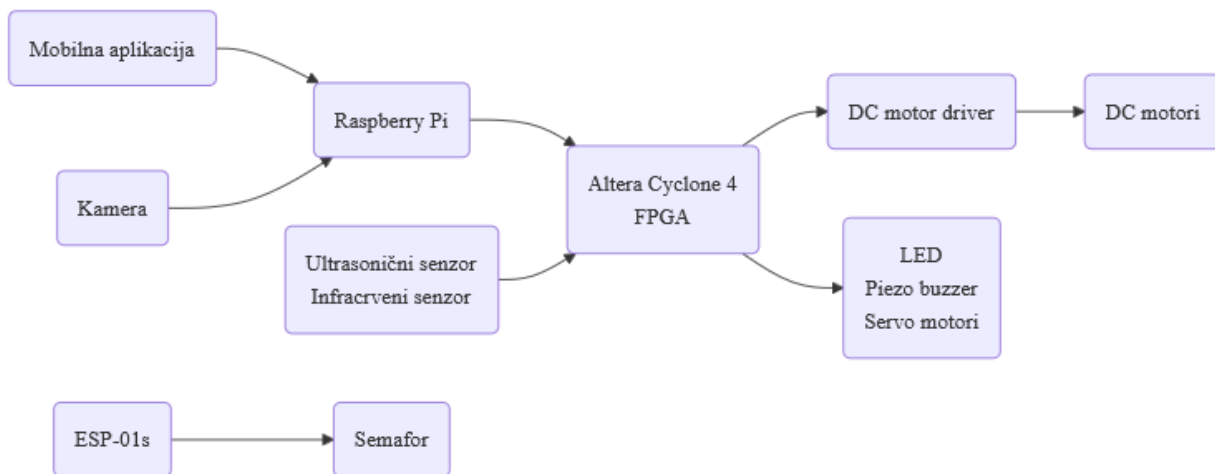 Mobilna aplikacija
Kamera
Raspberry Pi
Ultrasonični senzor
Infracrveni senzor
Altera Cyclone 4
FPGA
DC motor driver
DC motori
LED
Piezo buzzer
Servo motori
ESP-01s
Semafor